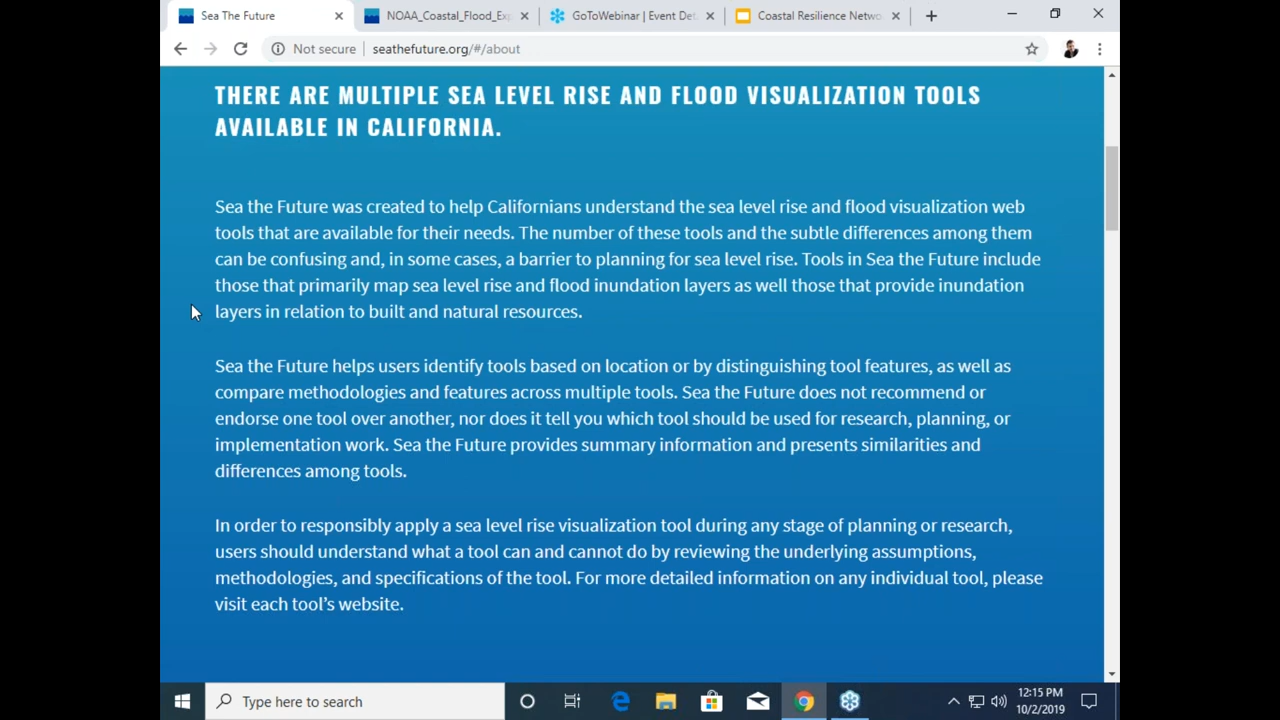 Sea The Future
NOAA_Coastal_Flood_Exp
GoToWebinar | Event Det
Coastal Resilience Netwo
Not secure
seathefuture.org/#/about
THERE ARE MULTIPLE SEA LEVEL RISE AND FLOOD VISUALIZATION TOOLS
AVAILABLE IN CALIFORNIA.
Sea the Future was created to help Californians understand the sea level rise and flood visualization web
tools that are available for their needs. The number of these tools and the subtle differences among them
can be confusing and, in some cases, a barrier to planning for sea level rise. Tools in Sea the Future include
those that primarily map sea level rise and flood inundation layers as well those that provide inundation
layers in relation to built and natural resources.
Sea the Future helps users identify tools based on location or by distinguishing tool features, as well as
compare methodologies and features across multiple tools. Sea the Future does not recommend or
endorse one tool over another, nor does it tell you which tool should be used for research, planning, or
implementation work. Sea the Future provides summary information and presents similarities and
differences among tools.
In order to responsibly apply a sea level rise visualization tool during any stage of planning or research,
users should understand what a tool can and cannot do by reviewing the underlying assumptions,
methodologies, and specifications of the tool. For more detailed information on any individual tool, please
visit each tool's website.
Type here to search
12:15 PM
10/2/2019